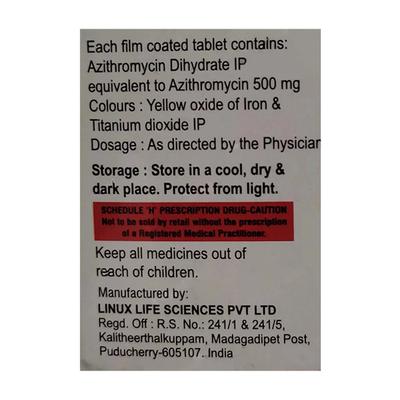 Each film coated tablet contains:
Azithromycin Dihydrate IP
equivalent to Azithromycin 500 mg
Colours : Yellow oxide of Iron &
Titanium dioxide IP
Dosage : As directed by the Physician
Storage : Store in a cool, dry &
dark place. Protect from light.
SCHEDULE 'H' PRESCRIPTION DRUG-CAUTION
Not to be sold by retail without the prescription
of a Registered Medical Practitioner.
Keep all medicines out of
reach of children.
Manufactured by:
LINUX LIFE SCIENCES PVT LTD
Regd. Off : R.S. No.: 241/1 & 241/5,
Kalitheerthalkuppam, Madagadipet Post,
Puducherry-605107. India